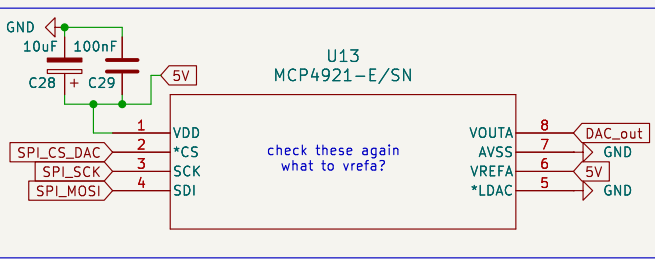 GND
10uF 100nF
C28 + C29
5V
U13
MCP4921-E/SN
1 VDD
SPI_CS_DAC 2 *CS
SPI_SCK 3 SCK
SPI_MOSI 4 SDI
check these again
what to vrefa?
VOUTA 8 DAC_out
AVSS 7 GND
VREFA 6 5V
*LDAC 5 GND